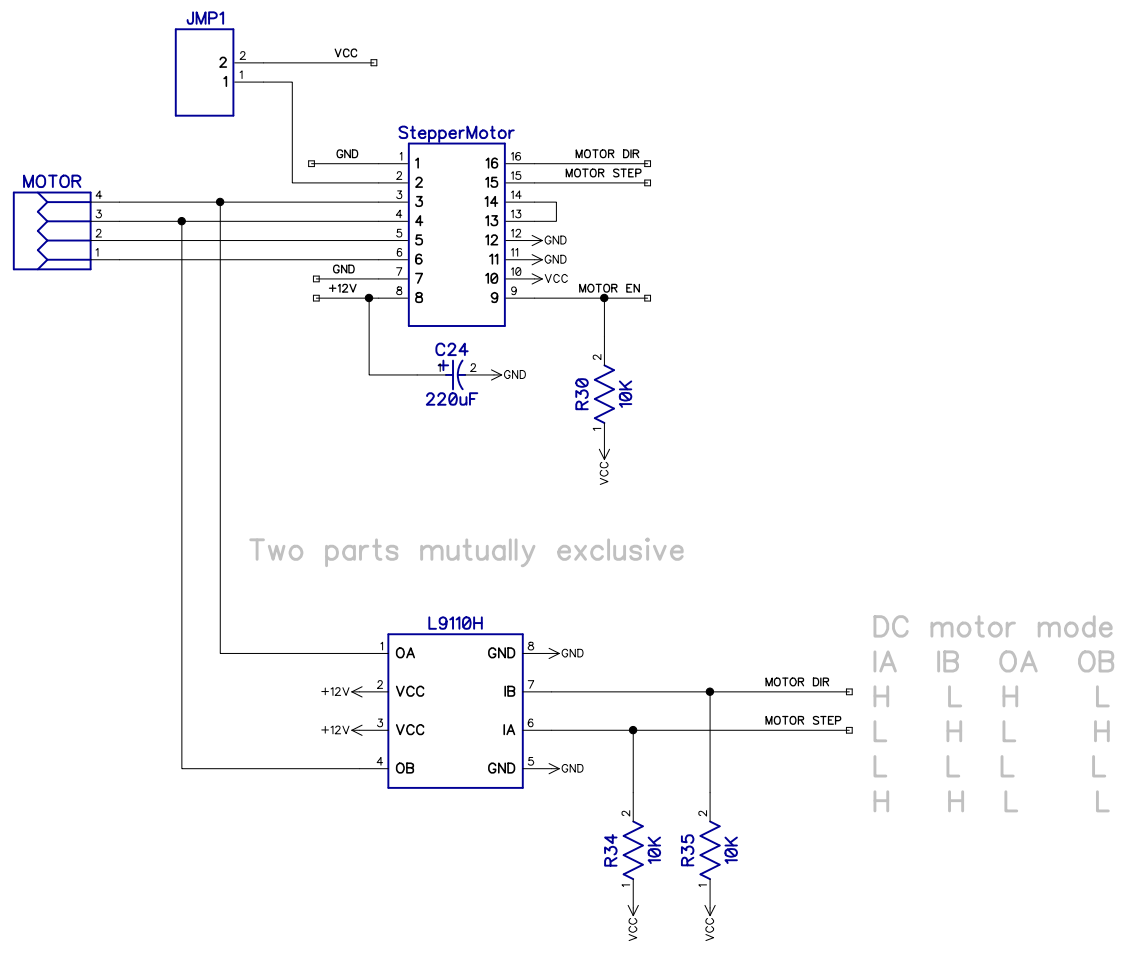 JMP1
2 2 VCC
1 1
StepperMotor
GND 1 1 16 16 MOTOR DIR
2 2 15 15 MOTOR STEP
MOTOR
4 3 3 14 14
3 4 4 13 13
2 5 5 12 12 GND
1 6 6 11 11 GND
GND 7 7 10 10 VCC
+12V 8 8 9 9 MOTOR EN
C24
+ 1 2 GND
220uF
2
R30 10K
1
VCC
Two parts mutually exclusive
L9110H
1 OA GND 8 GND
+12V 2 VCC IB 7 MOTOR DIR
+12V 3 VCC IA 6 MOTOR STEP
4 OB GND 5 GND
2 2
R34 10K R35 10K
1 1
VCC VCC
DC motor mode
IA IB OA OB
H L H L
L H L H
L L L L
H H L L